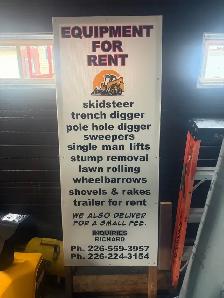 EQUIPMENT
FOR
RENT
skidsteer
trench digger
pole hole digger
sweepers
single man lifts
stump removal
lawn rolling
wheelbarrows
shovels & rakes
trailer for rent
WE ALSO DELIVER
FOR A SMALL FEE.
INQUIRIES
RICHARD
Ph. 226-559-3957
Ph. 226-224-3154